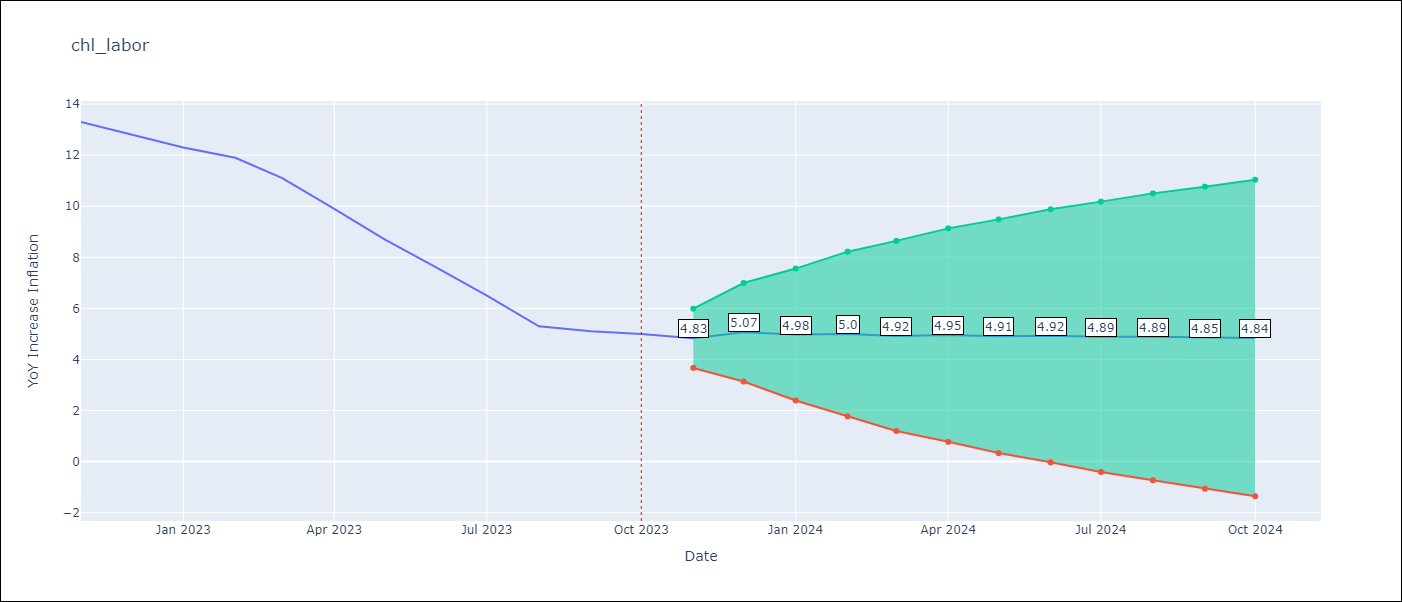 chl_labor
YoY Increase Inflation
14
12
10
8
6
4
2
0
−2
4.83 5.07 4.98 5.0 4.92 4.95 4.91 4.92 4.89 4.89 4.85 4.84
Jan 2023 Apr 2023 Jul 2023 Oct 2023 Jan 2024 Apr 2024 Jul 2024 Oct 2024
Date